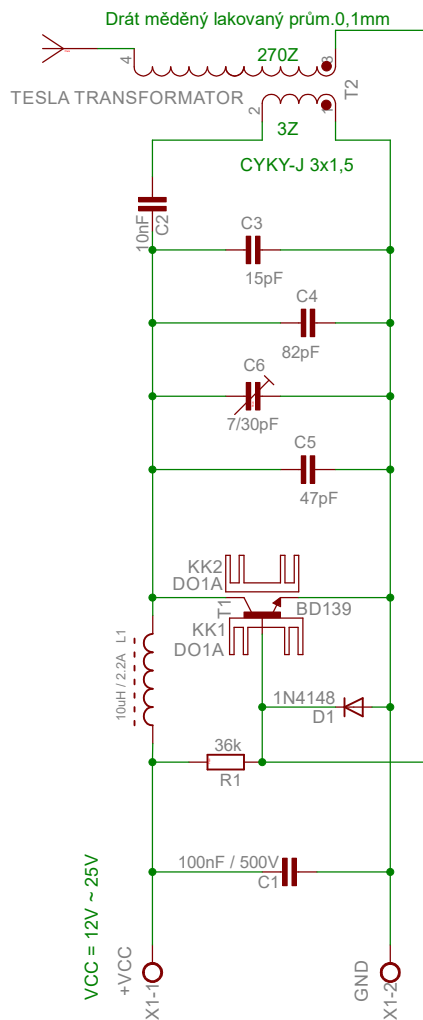 Drát měděný lakovaný prům.0,1mm
4
270Z
3
TESLA TRANSFORMATOR
T2
2
1
3Z
CYKY-J 3x1,5
10nF
C2
C3
15pF
C4
82pF
C6
7/30pF
C5
47pF
KK2
DO1A
T1
BD139
KK1
DO1A
10uH / 2.2A L1
1N4148
D1
36k
R1
100nF / 500V
C1
VCC = 12V ~ 25V
+VCC
X1-1
GND
X1-2